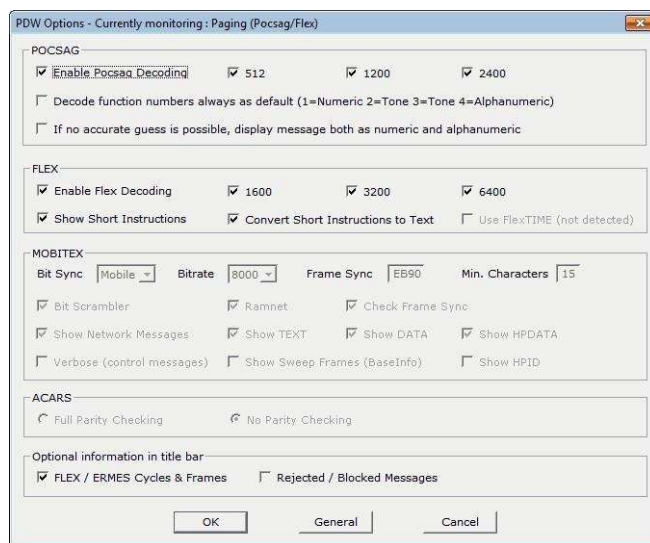 PDW Options - Currently monitoring : Paging (Pocsag/Flex)
POCSAG
Enable Pocsag Decoding 512 1200 2400
Decode function numbers always as default (1=Numeric 2=Tone 3=Tone 4=Alphanumeric)
If no accurate guess is possible, display message both as numeric and alphanumeric
FLEX
Enable Flex Decoding 1600 3200 6400
Show Short Instructions Convert Short Instructions to Text Use FlexTIME (not detected)
MOBITEX
Bit Sync Mobile Bitrate 8000 Frame Sync EB90 Min. Characters 15
Bit Scrambler Ramnet Check Frame Sync
Show Network Messages Show TEXT Show DATA Show HPDATA
Verbose (control messages) Show Sweep Frames (BaseInfo) Show HPID
ACARS
Full Parity Checking No Parity Checking
Optional information in title bar
FLEX / ERMES Cycles & Frames Rejected / Blocked Messages
OK General Cancel